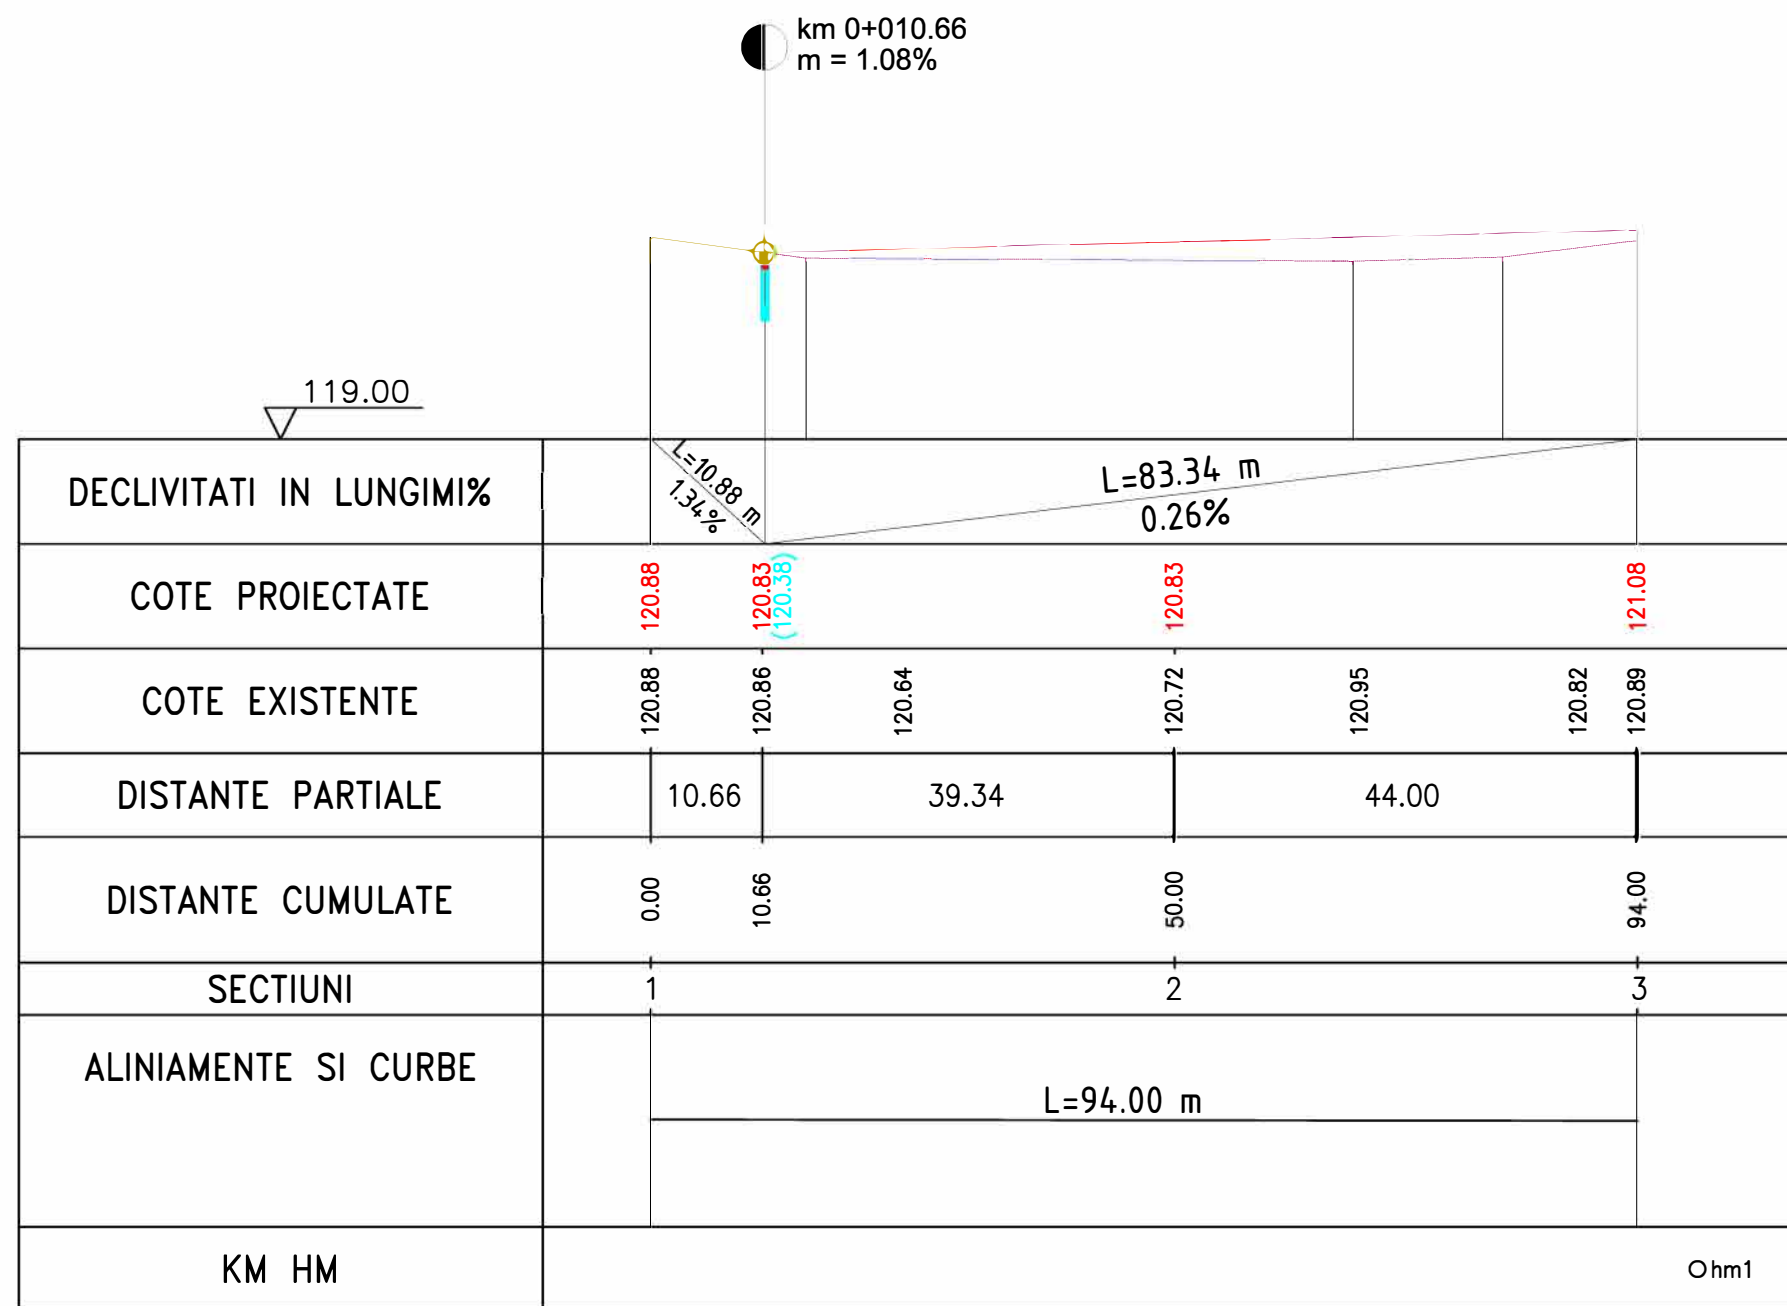 km 0+010.66
m = 1.08%
119.00
DECLIVITATI IN LUNGIMI%
L=10.88 m
1.34%
L=83.34 m
0.26%
COTE PROIECTATE
120.88
120.83
(120.38)
120.83
121.08
COTE EXISTENTE
120.88
120.86
120.64
120.72
120.95
120.82
120.89
DISTANTE PARTIALE
10.66
39.34
44.00
DISTANTE CUMULATE
0.00
10.66
50.00
94.00
SECTIUNI
1
2
3
ALINIAMENTE SI CURBE
L=94.00 m
KM HM
Ohm1